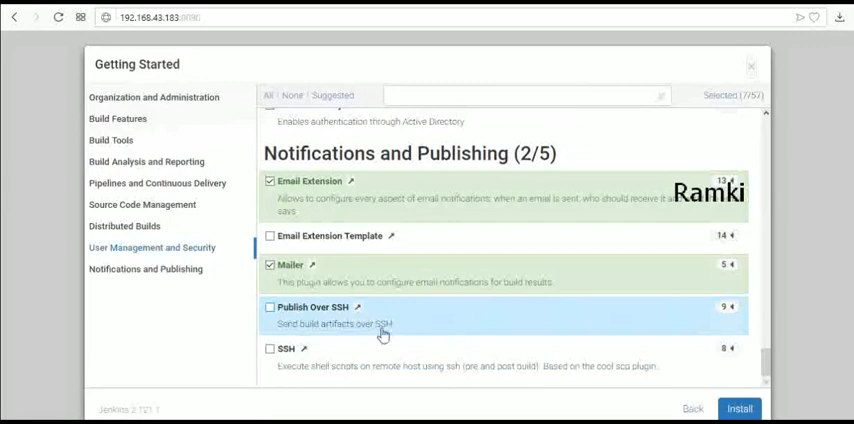 192.168.43.183:8080
Getting Started
All / None / Suggested
Selected (7/57)
Organization and Administration
Build Features
Build Tools
Build Analysis and Reporting
Pipelines and Continuous Delivery
Source Code Management
Distributed Builds
User Management and Security
Notifications and Publishing
Enables authentication through Active Directory
Notifications and Publishing (2/5)
Email Extension
13
Allows to configure every aspect of email notifications: when an email is sent, who should receive it
says
Ramki
Email Extension Template
14
Mailer
5
This plugin allows you to configure email notifications for build results.
Publish Over SSH
9
Send build artifacts over SSH
SSH
8
Execute shell scripts on remote host using ssh (pre and post build). Based on the cool scp plugin.
Jenkins 2.121.1
Back
Install